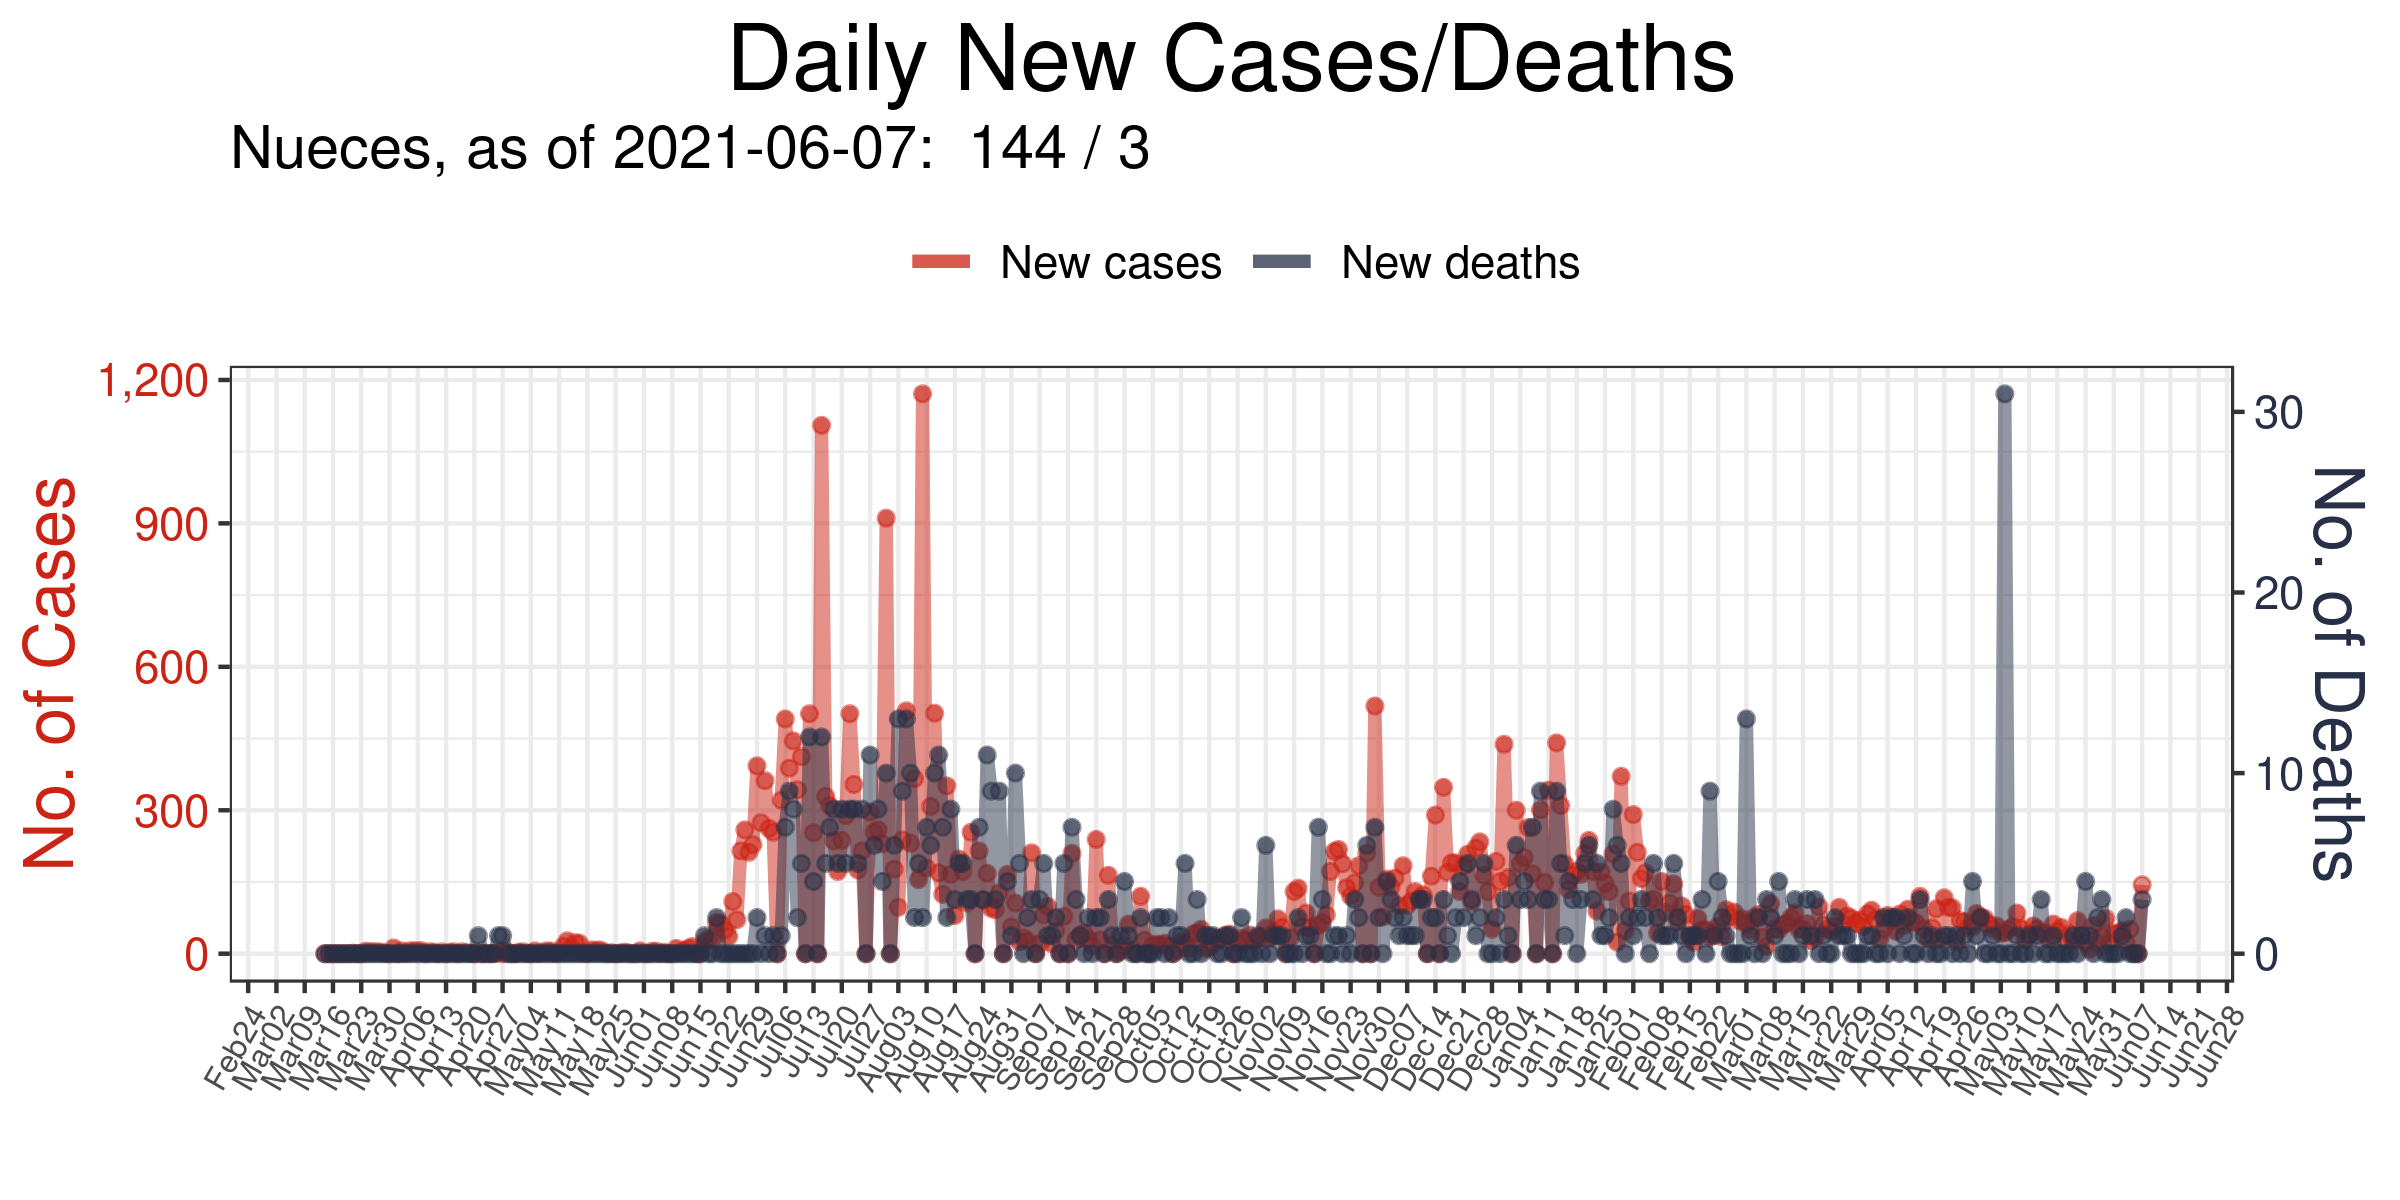 Daily New Cases/Deaths
Nueces, as of 2021-06-07:  144 / 3
New cases
New deaths
No. of Cases
1,200
900
600
300
0
30
20
10
0
No. of Deaths
Feb24
Mar02
Mar09
Mar16
Mar23
Mar30
Apr06
Apr13
Apr20
Apr27
May04
May11
May18
May25
Jun01
Jun08
Jun15
Jun22
Jun29
Jul06
Jul13
Jul20
Jul27
Aug03
Aug10
Aug17
Aug24
Aug31
Sep07
Sep14
Sep21
Sep28
Oct05
Oct12
Oct19
Oct26
Nov02
Nov09
Nov16
Nov23
Nov30
Dec07
Dec14
Dec21
Dec28
Jan04
Jan11
Jan18
Jan25
Feb01
Feb08
Feb15
Feb22
Mar01
Mar08
Mar15
Mar22
Mar29
Apr05
Apr12
Apr19
Apr26
May03
May10
May17
May24
May31
Jun07
Jun14
Jun21
Jun28